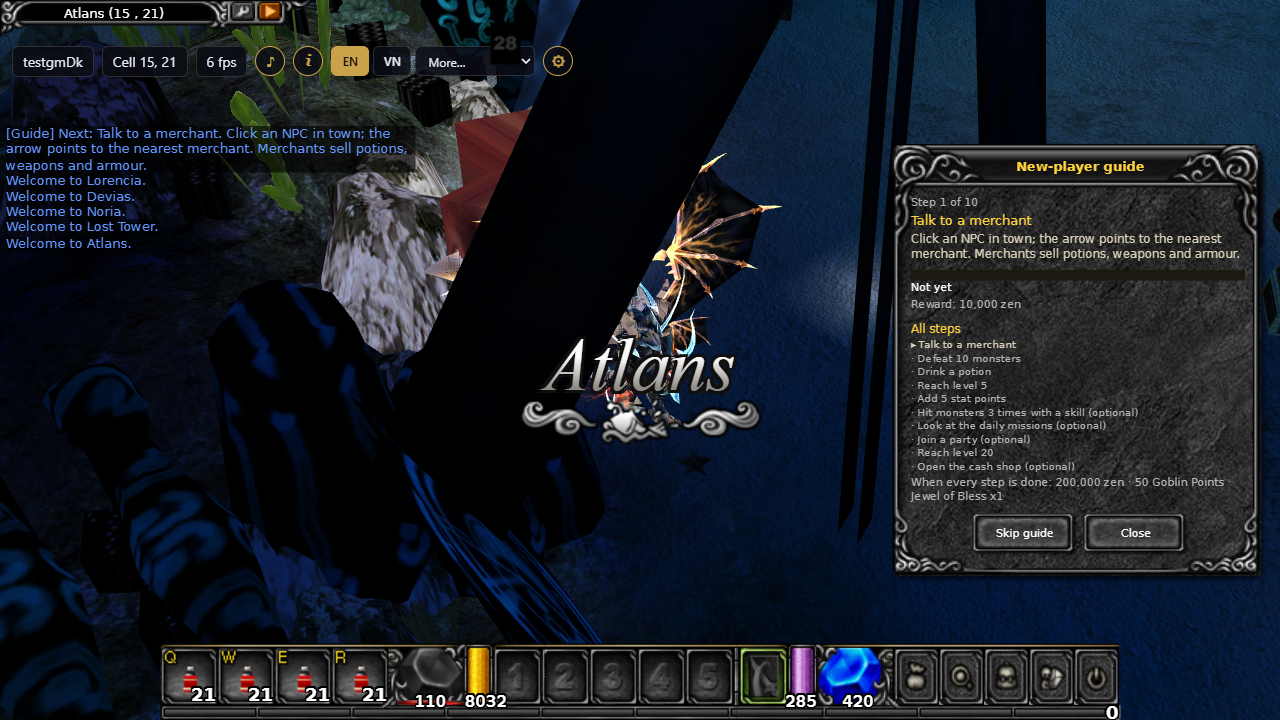 Atlans (15 , 21)
28
testgmDk
Cell 15, 21
6 fps
EN
VN
More...
[Guide] Next: Talk to a merchant. Click an NPC in town; the
arrow points to the nearest merchant. Merchants sell potions,
weapons and armour.
Welcome to Lorencia.
Welcome to Devias.
Welcome to Noria.
Welcome to Lost Tower.
Welcome to Atlans.
Atlans
New-player guide
Step 1 of 10
Talk to a merchant
Click an NPC in town; the arrow points to the nearest
merchant. Merchants sell potions, weapons and armour.
Not yet
Reward: 10,000 zen
All steps
▸ Talk to a merchant
· Defeat 10 monsters
· Drink a potion
· Reach level 5
· Add 5 stat points
· Hit monsters 3 times with a skill (optional)
· Look at the daily missions (optional)
· Join a party (optional)
· Reach level 20
· Open the cash shop (optional)
When every step is done: 200,000 zen · 50 Goblin Points ·
Jewel of Bless x1
Skip guide
Close
Q
W
E
R
21
21
21
21
110
8032
1
2
3
4
5
285
420
0